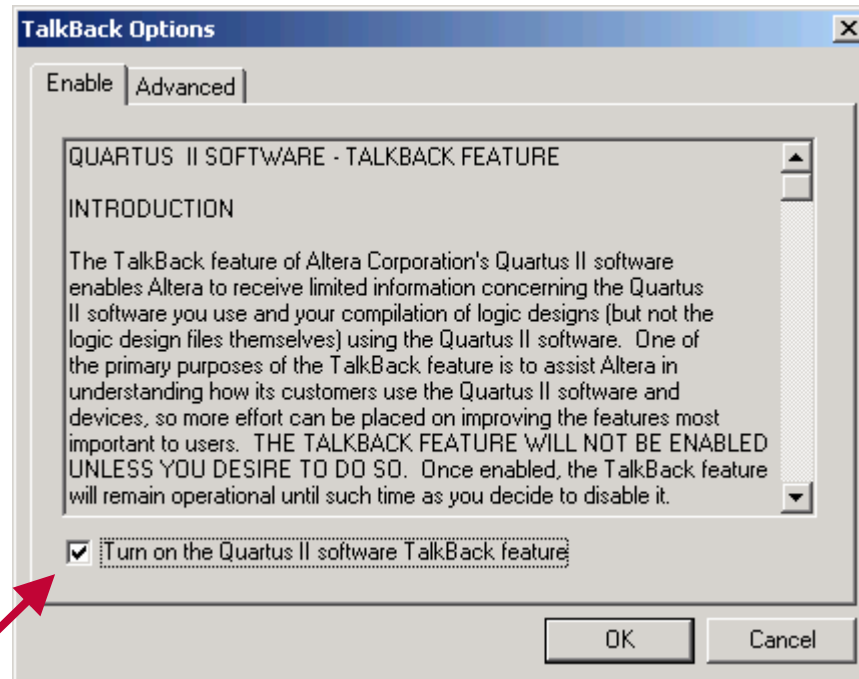 TalkBack Options
Enable
Advanced
QUARTUS II SOFTWARE - TALKBACK FEATURE
INTRODUCTION
The TalkBack feature of Altera Corporation's Quartus II software
enables Altera to receive limited information concerning the Quartus
II software you use and your compilation of logic designs (but not the
logic design files themselves) using the Quartus II software.  One of
the primary purposes of the TalkBack feature is to assist Altera in
understanding how its customers use the Quartus II software and
devices, so more effort can be placed on improving the features most
important to users.  THE TALKBACK FEATURE WILL NOT BE ENABLED
UNLESS YOU DESIRE TO DO SO.  Once enabled, the TalkBack feature
will remain operational until such time as you decide to disable it.
Turn on the Quartus II software TalkBack feature
OK
Cancel